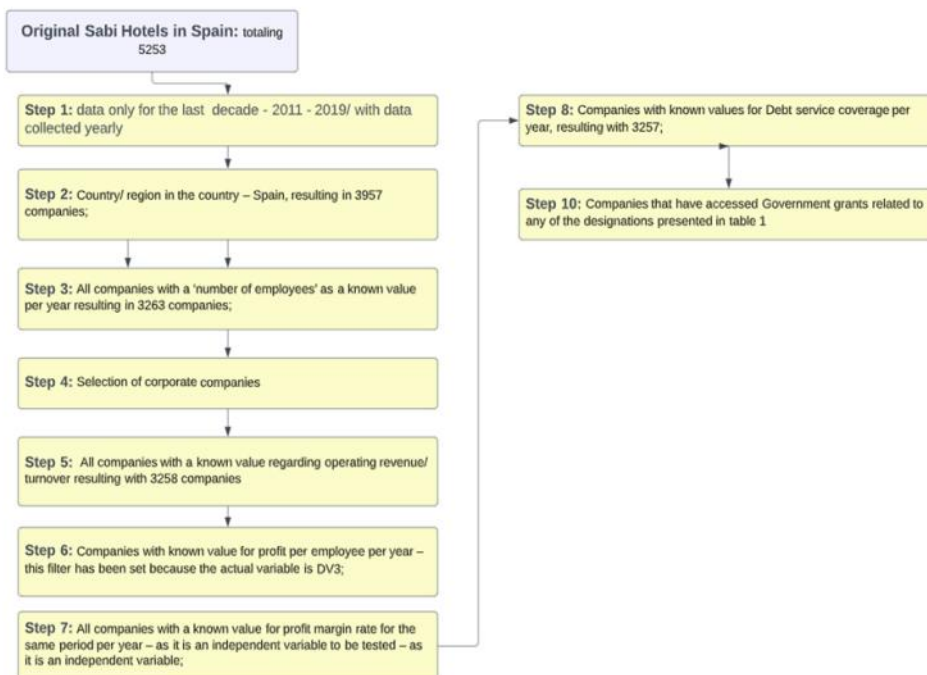 Original Sabi Hotels in Spain: totaling
5253
Step 1: data only for the last decade - 2011 - 2019/ with data
collected yearly
Step 2: Country/ region in the country – Spain, resulting in 3957
companies;
Step 3: All companies with a 'number of employees' as a known value
per year resulting in 3263 companies;
Step 4: Selection of corporate companies
Step 5: All companies with a known value regarding operating revenue/
turnover resulting with 3258 companies
Step 6: Companies with known value for profit per employee per year –
this filter has been set because the actual variable is DV3;
Step 7: All companies with a known value for profit margin rate for the
same period per year – as it is an independent variable to be tested – as
it is an independent variable;
Step 8: Companies with known values for Debt service coverage per
year, resulting with 3257;
Step 10: Companies that have accessed Government grants related to
any of the designations presented in table 1